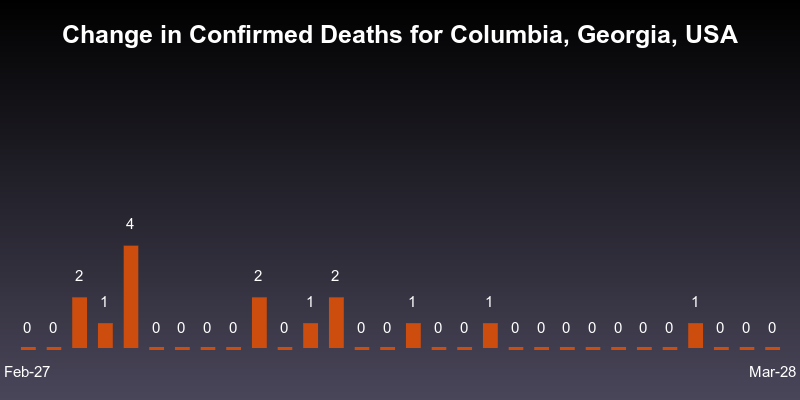 Change in Confirmed Deaths for Columbia, Georgia, USA
4
2 2 2
1 1 1 1 1
0 0 0 0 0 0 0 0 0 0 0 0 0 0 0 0 0 0 0 0 0
Feb-27 Mar-28